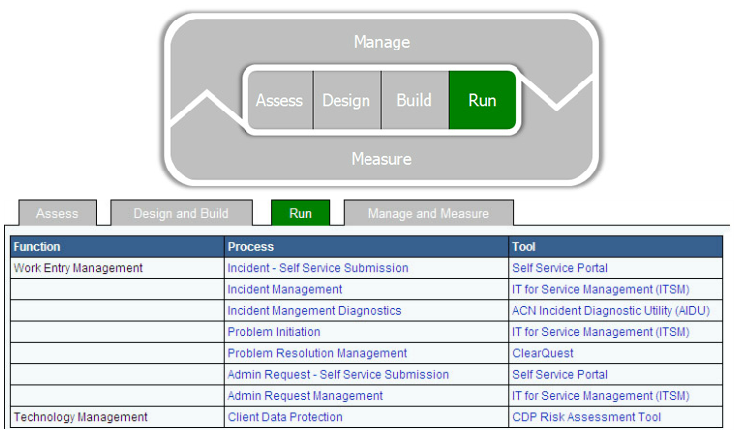 Manage
Assess Design Build Run
Measure
Assess Design and Build Run Manage and Measure
Function Process Tool
Work Entry Management Incident - Self Service Submission Self Service Portal
Incident Management IT for Service Management (ITSM)
Incident Mangement Diagnostics ACN Incident Diagnostic Utility (AIDU)
Problem Initiation IT for Service Management (ITSM)
Problem Resolution Management ClearQuest
Admin Request - Self Service Submission Self Service Portal
Admin Request Management IT for Service Management (ITSM)
Technology Management Client Data Protection CDP Risk Assessment Tool